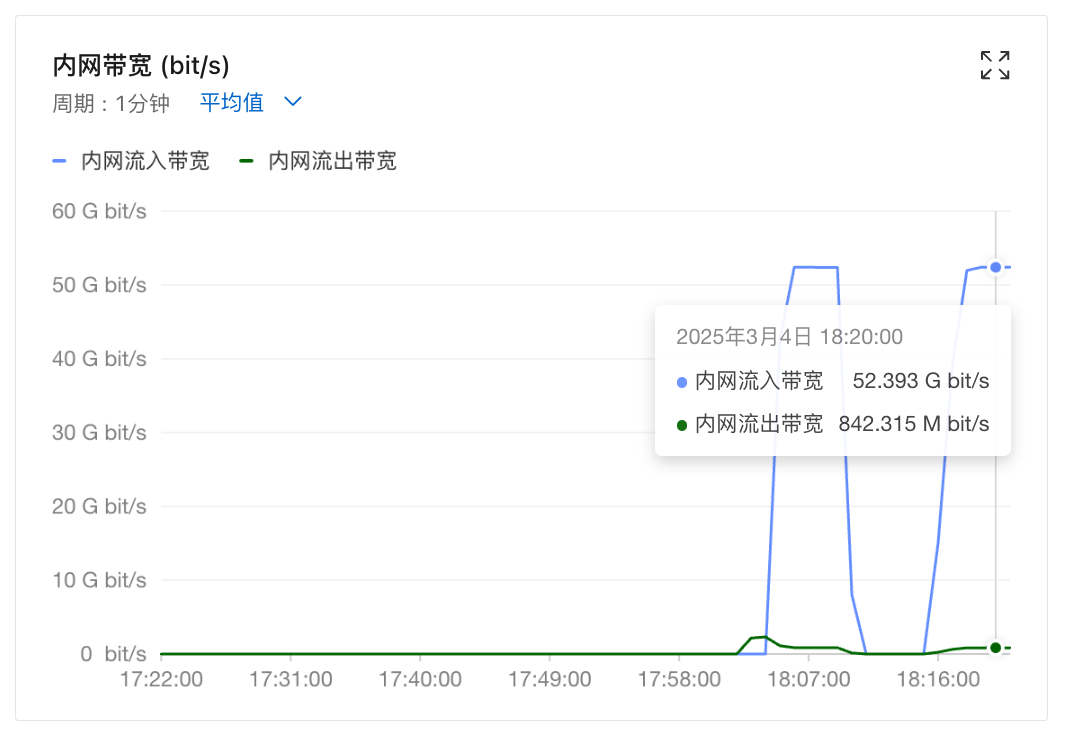 内网带宽 (bit/s)
周期：1分钟 平均值
内网流入带宽 内网流出带宽
60 G bit/s
50 G bit/s
40 G bit/s
30 G bit/s
20 G bit/s
10 G bit/s
0 bit/s
2025年3月4日 18:20:00
内网流入带宽 52.393 G bit/s
内网流出带宽 842.315 M bit/s
17:22:00 17:31:00 17:40:00 17:49:00 17:58:00 18:07:00 18:16:00